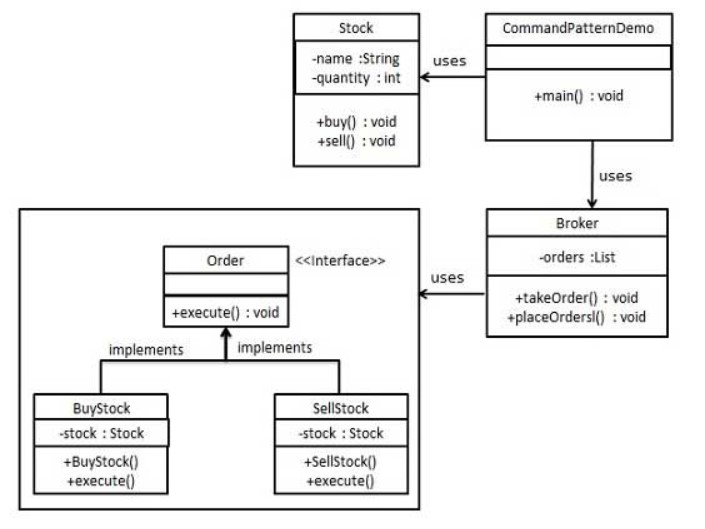 Stock
-name :String
-quantity : int
+buy() : void
+sell() : void
uses
CommandPatternDemo
+main() : void
uses
Broker
-orders :List
+takeOrder() : void
+placeOrdersl() : void
uses
Order
<<Interface>>
+execute() : void
implements
implements
BuyStock
-stock : Stock
+BuyStock()
+execute()
SellStock
-stock : Stock
+SellStock()
+execute()